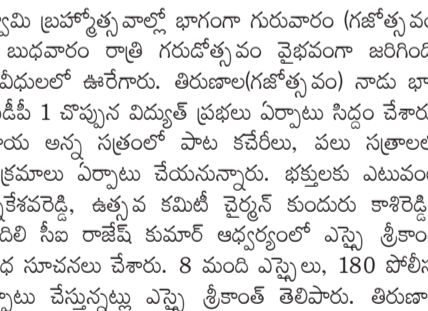 వామి బ్రహ్మోత్సవాల్లో భాగంగా గురువారం (గజోత్సవం
బుధవారం రాత్రి గరుడోత్సవం వైభవంగా జరిగింది
వీధులలో ఊరేగారు. తిరుణాల(గజోత్సవం) నాడు భా
డీపీ 1 చొప్పున విద్యుత్ ప్రభలు ఏర్పాటు సిద్దం చేశారు
ాయ అన్న సత్రంలో పాట కచేరీలు, పలు సత్రాలల
క్రమాలు ఏర్పాటు చేయనున్నారు. భక్తులకు ఎటువం
కేశవరెడ్డి, ఉత్సవ కమిటీ చైర్మన్ కుందురు కాశిరెడ్డి
దిలి సీఐ రాజేష్ కుమార్ ఆధ్వర్యంలో ఎస్సై శ్రీకాం
ధ సూచనలు చేశారు. 8 మంది ఎస్సైలు, 180 పోలీస
్పాటు చేస్తున్నట్లు ఎస్సై శ్రీకాంత్ తెలిపారు. తిరుణా